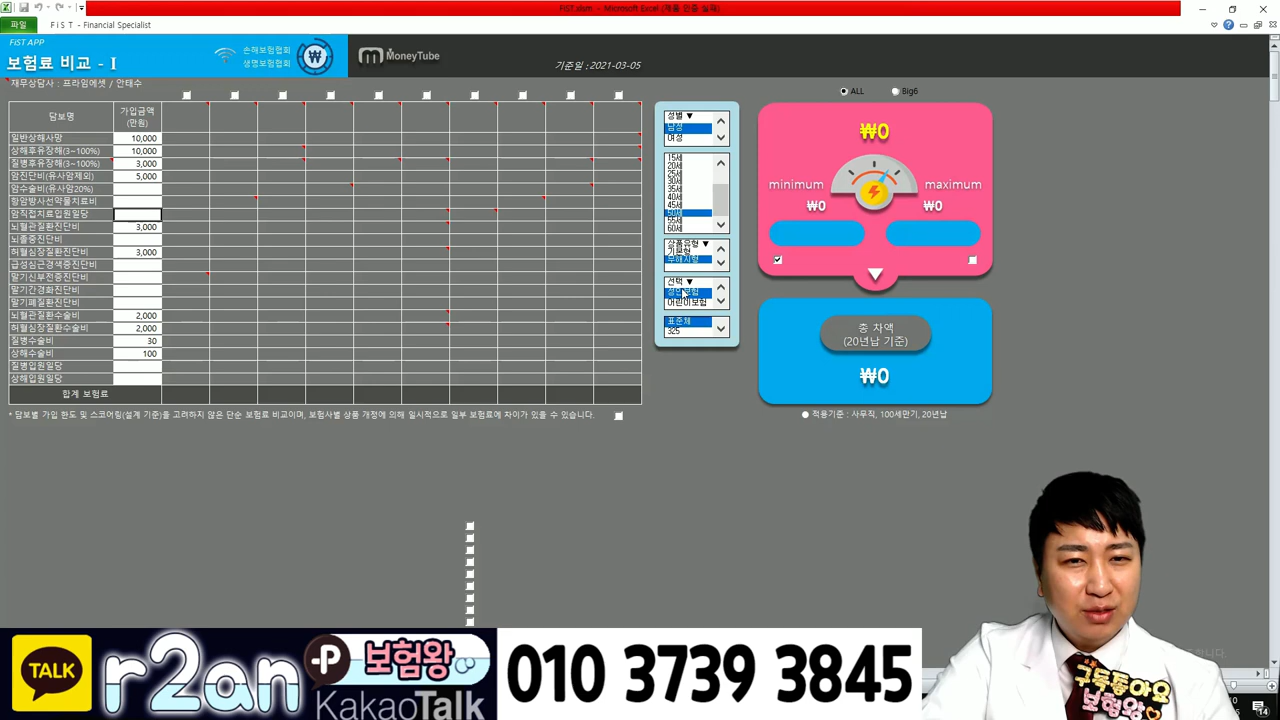 FiST.xlsm - Microsoft Excel (제품 인증 실패)
파일
F i S T - Financial Specialist
FiST APP
보험료 비교 - I
손해보험협회
생명보험협회
MoneyTube
기준일 : 2021-03-05
재무상담사 : 프라임에셋 / 안태수
ALL
Big6
담보명
가입금액
(만원)
일반상해사망 10,000
상해후유장해(3~100%) 10,000
질병후유장해(3~100%) 3,000
암진단비(유사암제외) 5,000
암수술비(유사암20%)
항암방사선약물치료비
암직접치료입원일당
뇌혈관질환진단비 3,000
뇌졸중진단비
허혈심장질환진단비 3,000
급성심근경색증진단비
말기신부전증진단비
말기간경화진단비
말기폐질환진단비
뇌혈관질환수술비 2,000
허혈심장질환수술비 2,000
질병수술비 30
상해수술비 100
질병입원일당
상해입원일당
합계 보험료
* 담보별 가입 한도 및 스코어링(설계 기준)을 고려하지 않은 단순 보험료 비교이며, 보험사별 상품 개정에 의해 일시적으로 일부 보험료에 차이가 있을 수 있습니다.
성별 ▼
남성
여성
15세
20세
25세
30세
35세
40세
45세
50세
55세
60세
상품유형 ▼
기본형
무해지형
선택 ▼
성인보험
어린이보험
표준체
325
₩0
minimum
maximum
₩0
₩0
총 차액
(20년납 기준)
₩0
적용기준 : 사무직, 100세만기, 20년납
TALK
r2an
P
보험왕
KakaoTalk
010 3739 3845
구독좋아요
보험왕
14